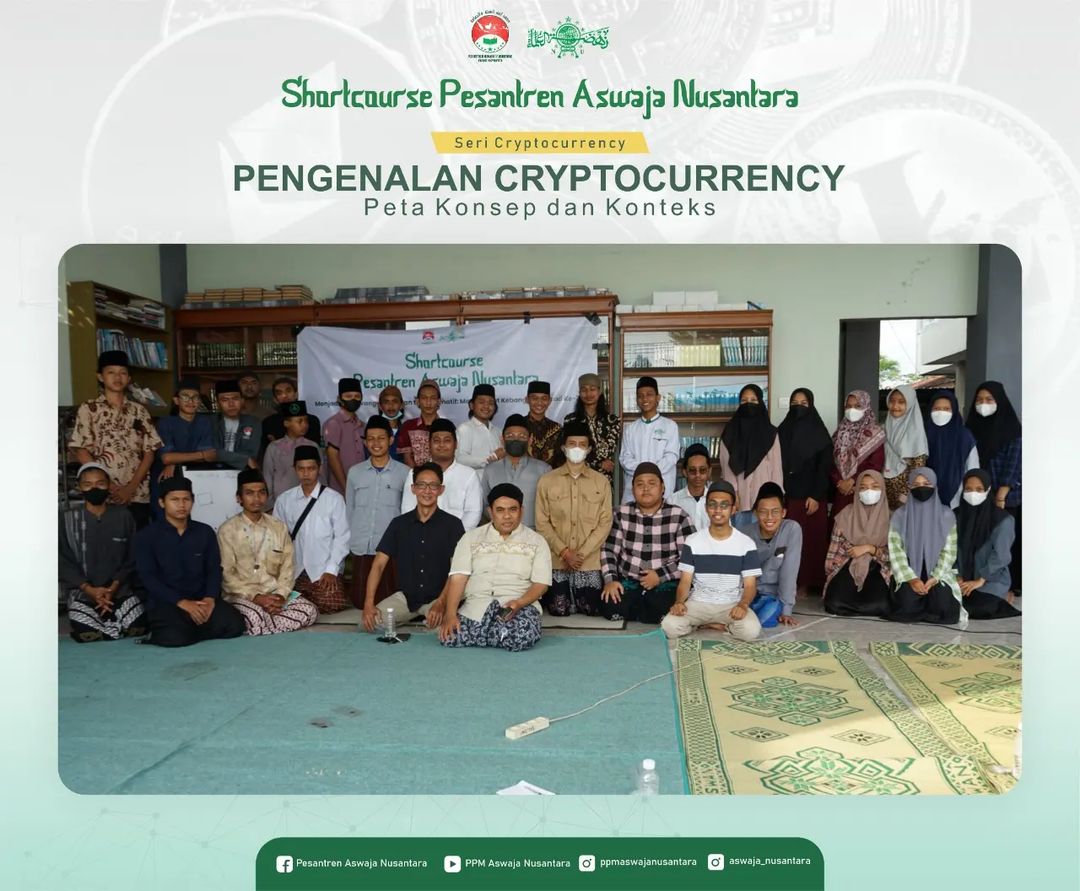 Shortcourse Pesantren Aswaja Nusantara
Seri Cryptocurrency
PENGENALAN CRYPTOCURRENCY
Peta Konsep dan Konteks
Shortcourse
Pesantren Aswaja Nusantara
Pesantren Aswaja Nusantara
PPM Aswaja Nusantara
ppmaswajanusantara
aswaja_nusantara